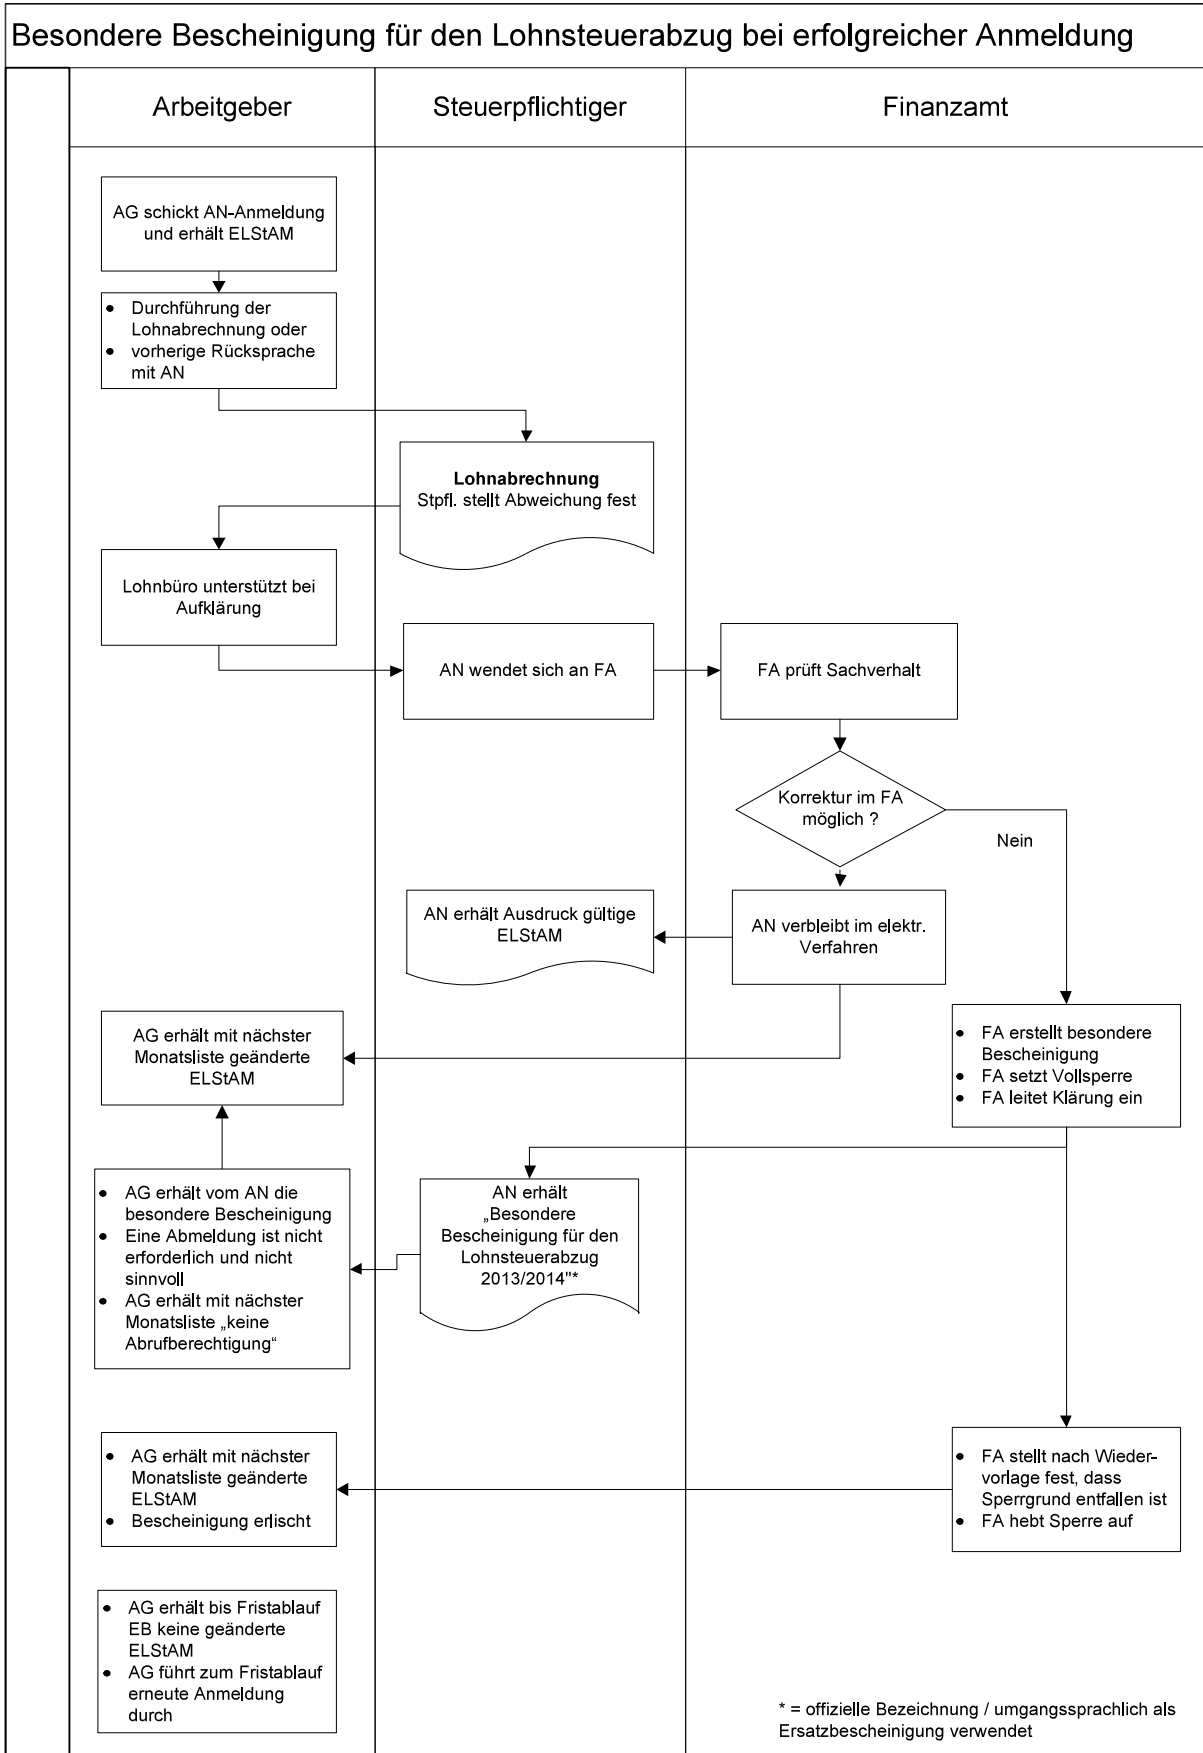 Besondere Bescheinigung für den Lohnsteuerabzug bei erfolgreicher Anmeldung
Arbeitgeber
Steuerpflichtiger
Finanzamt
AG schickt AN-Anmeldung
und erhält ELStAM
• Durchführung der
Lohnabrechnung oder
• vorherige Rücksprache
mit AN
Lohnabrechnung
Stpfl. stellt Abweichung fest
Lohnbüro unterstützt bei
Aufklärung
AN wendet sich an FA
FA prüft Sachverhalt
Korrektur im FA
möglich ?
Nein
AN erhält Ausdruck gültige
ELStAM
AN verbleibt im elektr.
Verfahren
AG erhält mit nächster
Monatsliste geänderte
ELStAM
• FA erstellt besondere
Bescheinigung
• FA setzt Vollsperre
• FA leitet Klärung ein
• AG erhält vom AN die
besondere Bescheinigung
• Eine Abmeldung ist nicht
erforderlich und nicht
sinnvoll
• AG erhält mit nächster
Monatsliste „keine
Abrufberechtigung“
AN erhält
„Besondere
Bescheinigung für den
Lohnsteuerabzug
2013/2014"*
• AG erhält mit nächster
Monatsliste geänderte
ELStAM
• Bescheinigung erlischt
• FA stellt nach Wieder-
vorlage fest, dass
Sperrgrund entfallen ist
• FA hebt Sperre auf
• AG erhält bis Fristablauf
EB keine geänderte
ELStAM
• AG führt zum Fristablauf
erneute Anmeldung
durch
* = offizielle Bezeichnung / umgangssprachlich als
Ersatzbescheinigung verwendet